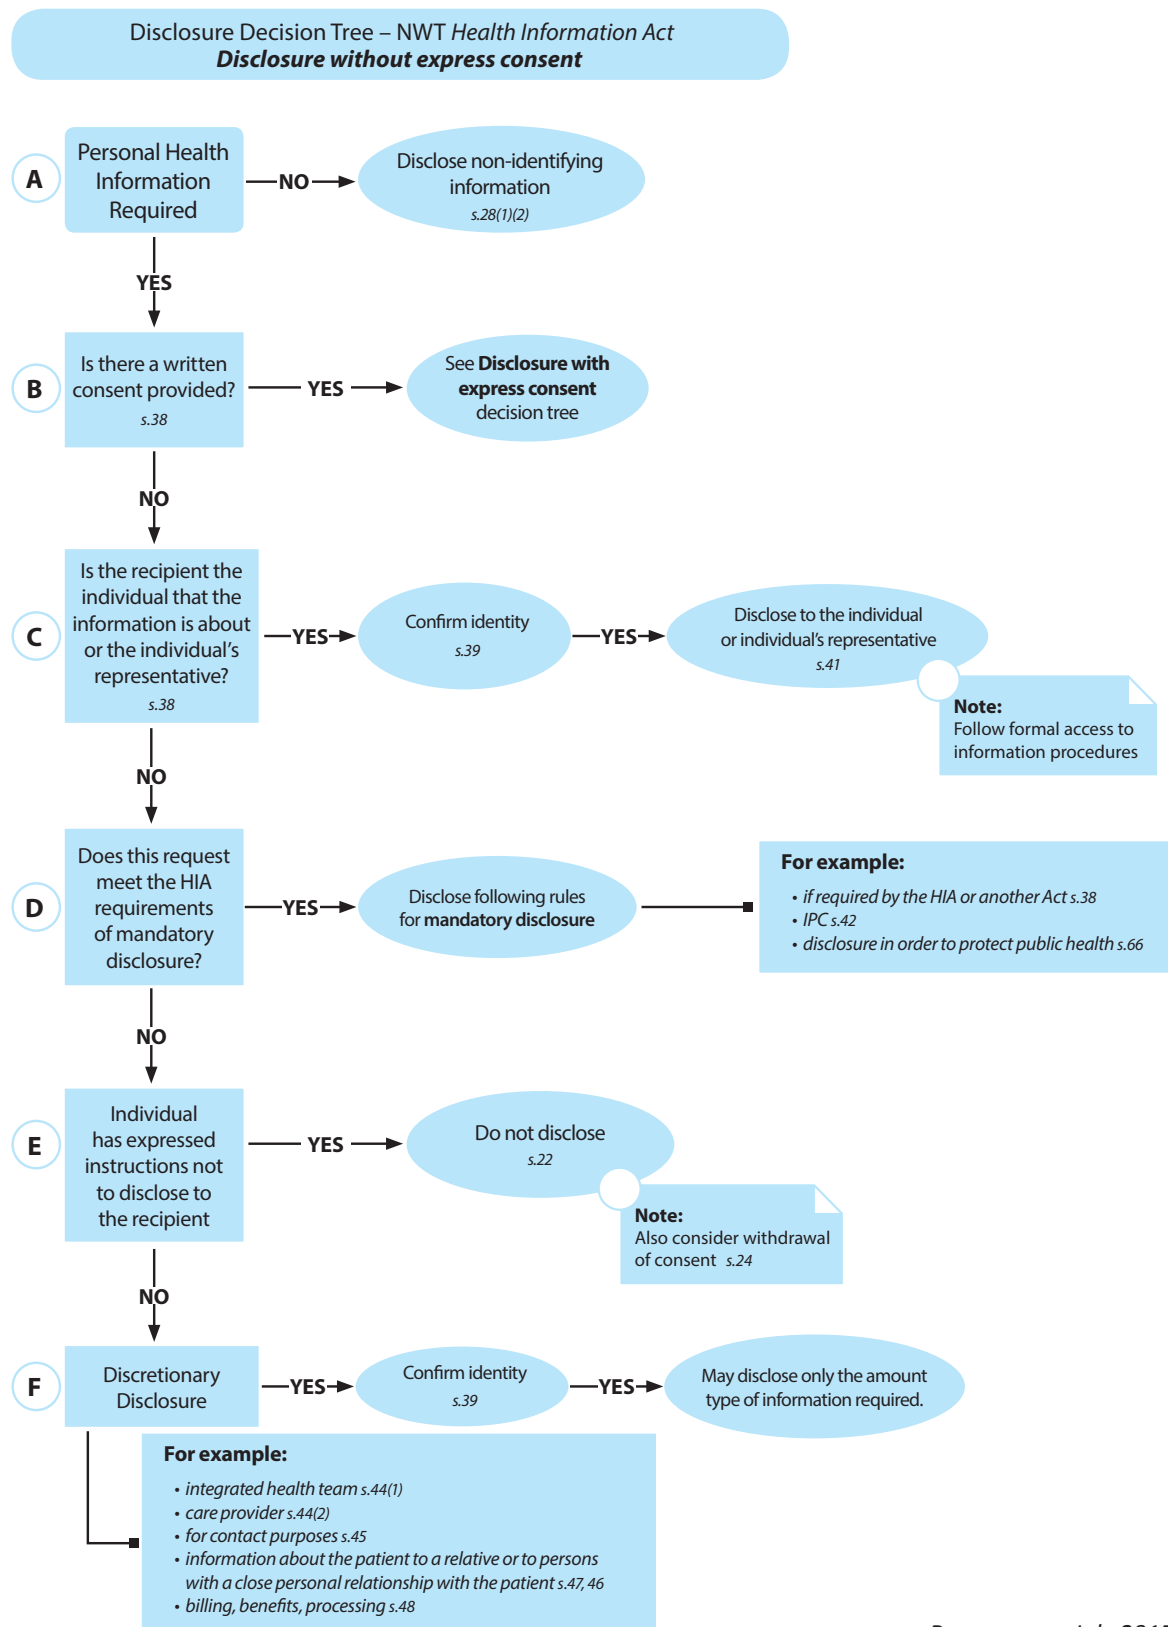 Disclosure Decision Tree – NWT Health Information Act
Disclosure without express consent
A
Personal Health
Information
Required
NO
Disclose non-identifying
information
s.28(1)(2)
YES
B
Is there a written
consent provided?
s.38
YES
See Disclosure with
express consent
decision tree
NO
C
Is the recipient the
individual that the
information is about
or the individual's
representative?
s.38
YES
Confirm identity
s.39
YES
Disclose to the individual
or individual's representative
s.41
Note:
Follow formal access to
information procedures
NO
D
Does this request
meet the HIA
requirements
of mandatory
disclosure?
YES
Disclose following rules
for mandatory disclosure
For example:
• if required by the HIA or another Act s.38
• IPC s.42
• disclosure in order to protect public health s.66
NO
E
Individual
has expressed
instructions not
to disclose to
the recipient
YES
Do not disclose
s.22
Note:
Also consider withdrawal
of consent s.24
NO
F
Discretionary
Disclosure
YES
Confirm identity
s.39
YES
May disclose only the amount
type of information required.
For example:
• integrated health team s.44(1)
• care provider s.44(2)
• for contact purposes s.45
• information about the patient to a relative or to persons
with a close personal relationship with the patient s.47, 46
• billing, benefits, processing s.48